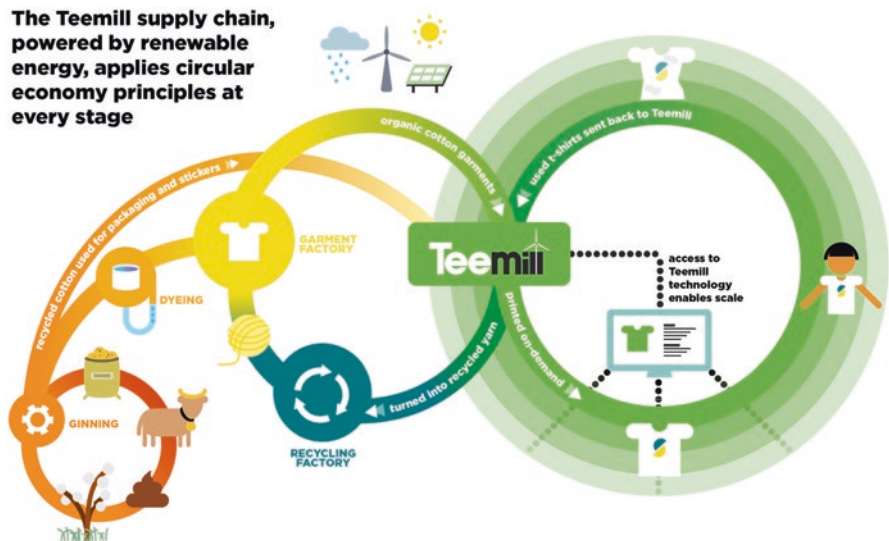 The Teemill supply chain,
powered by renewable
energy, applies circular
economy principles at
every stage
organic cotton garments
used t-shirts sent back to Teemill
recycled cotton used for packaging and stickers
GARMENT
FACTORY
Teemill
access to
Teemill
technology
enables scale
DYEING
printed on-demand
turned into recycled yarn
GINNING
RECYCLING
FACTORY